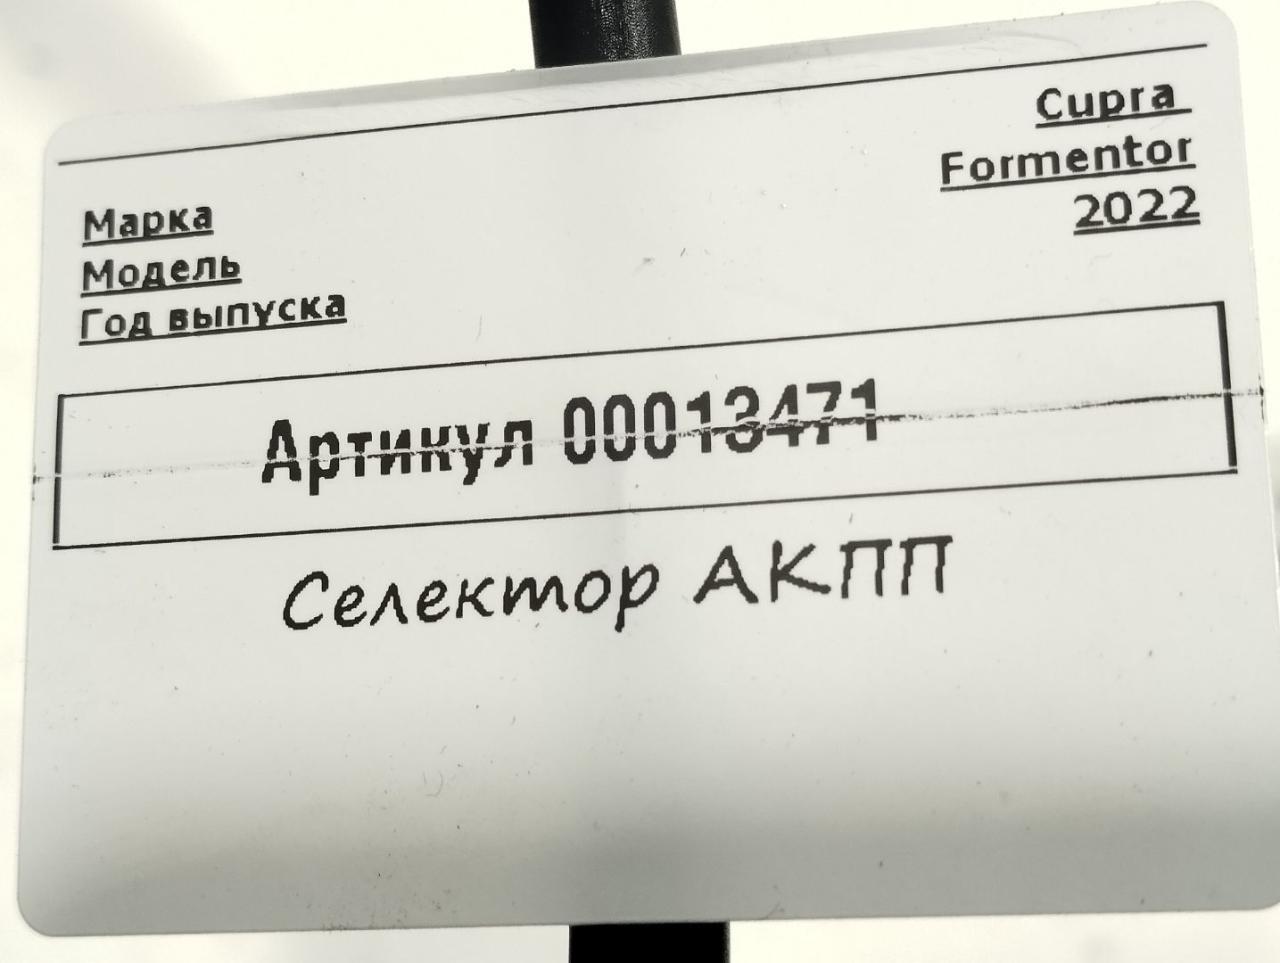 Марка Cupra
Модель Formentor
Год выпуска 2022
Артикул 00013471
Селектор АКПП